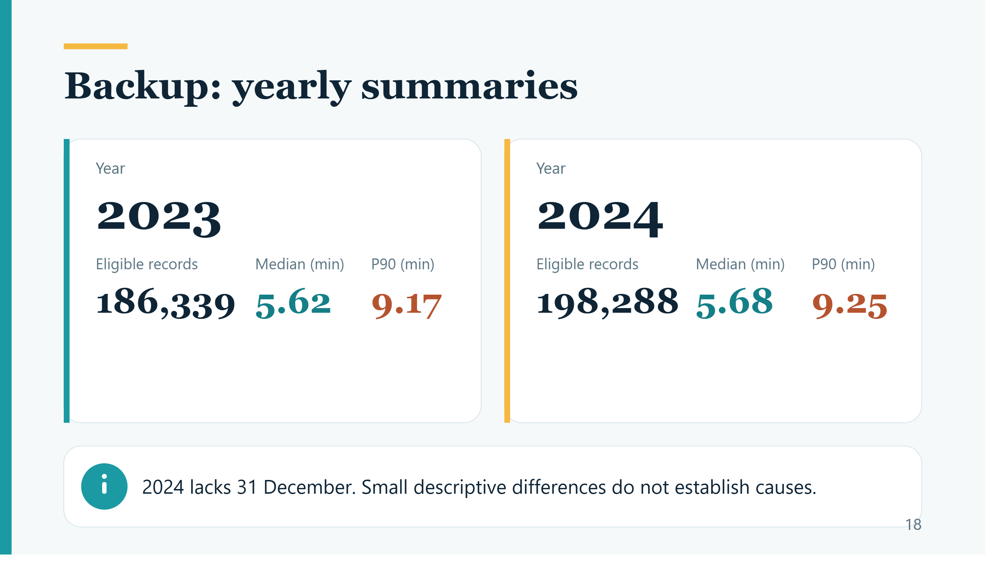 Backup: yearly summaries
Year
2023
Eligible records Median (min) P90 (min)
186,339 5.62 9.17
Year
2024
Eligible records Median (min) P90 (min)
198,288 5.68 9.25
2024 lacks 31 December. Small descriptive differences do not establish causes.
18